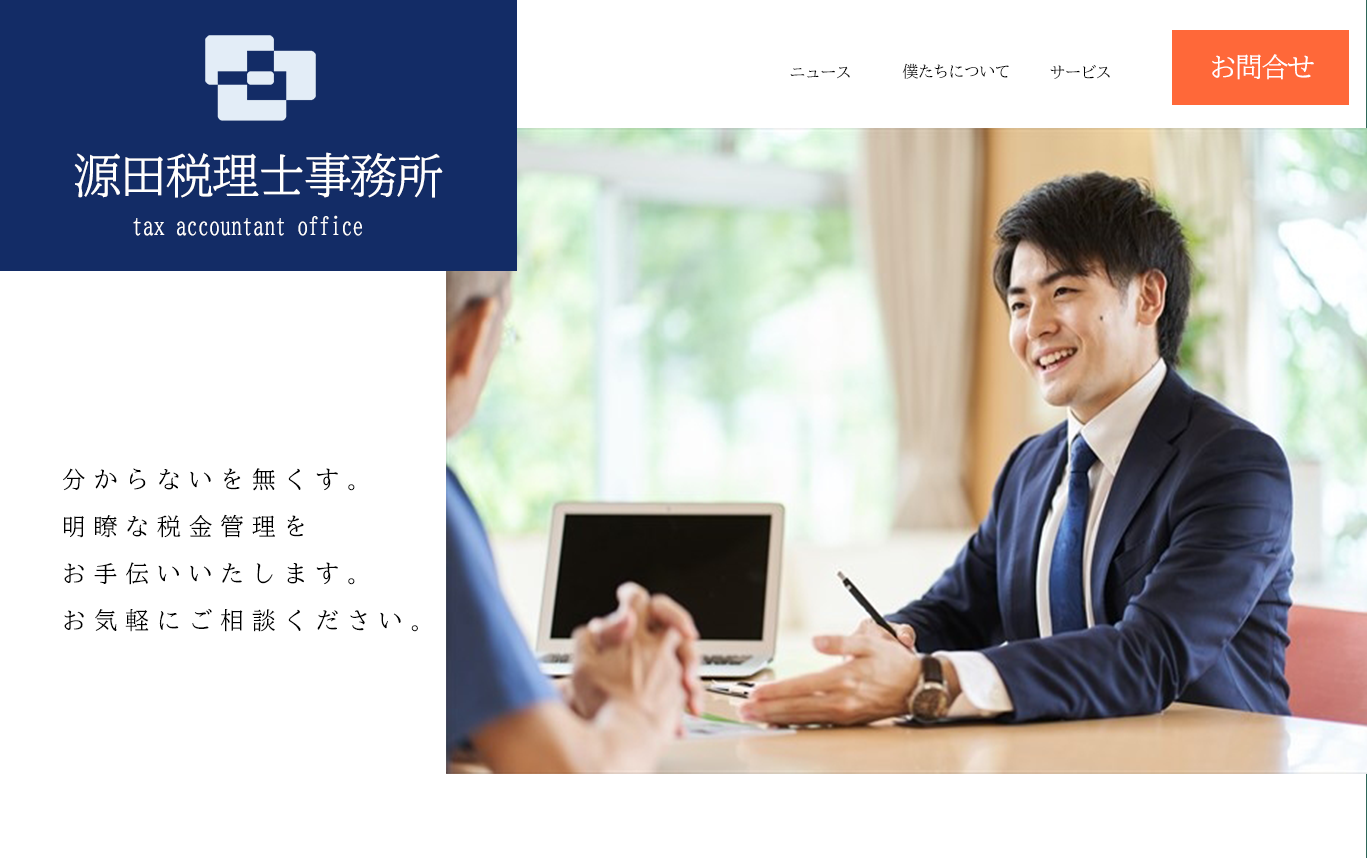 源田税理士事務所
tax accountant office
ニュース
僕たちについて
サービス
お問合せ
分からないを無くす。
明瞭な税金管理を
お手伝いいたします。
お気軽にご相談ください。